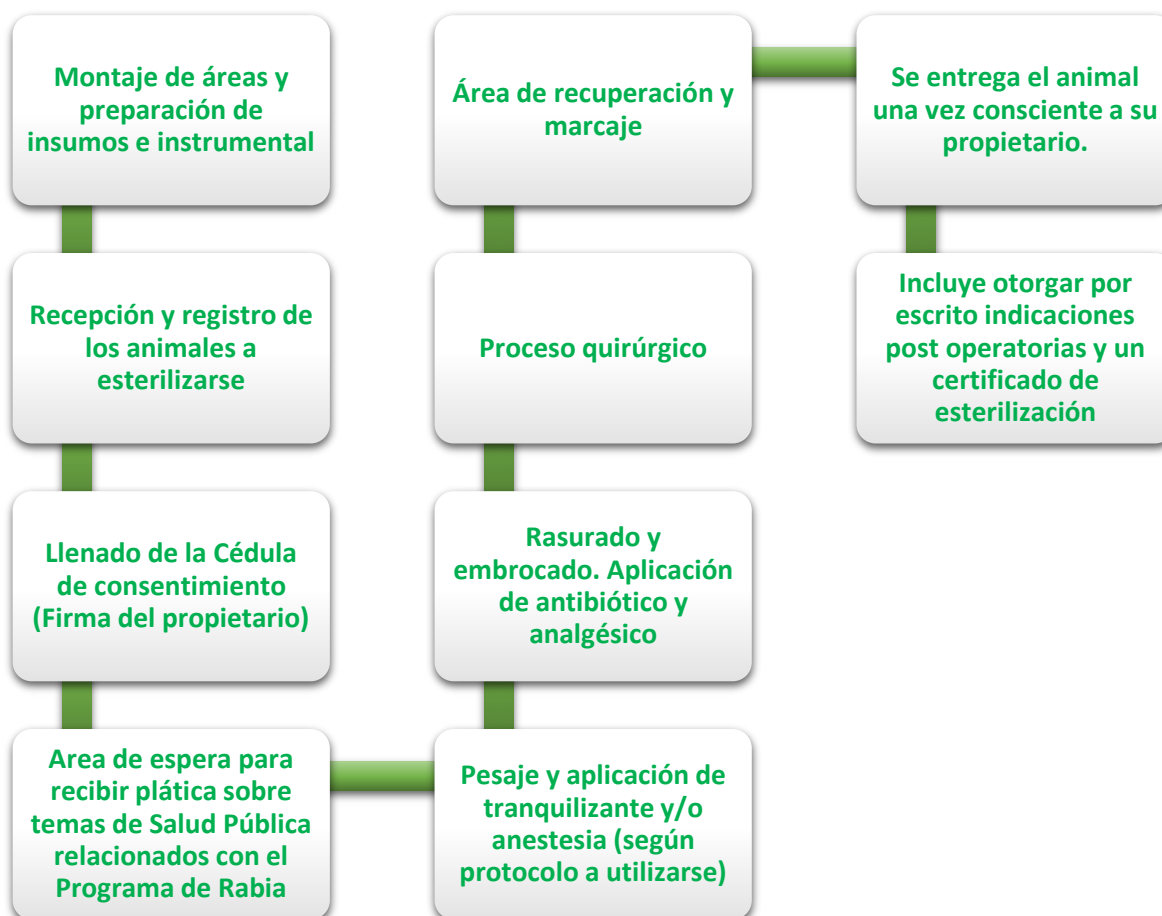 Montaje de áreas y
preparación de
insumos e instrumental
Recepción y registro de
los animales a
esterilizarse
Llenado de la Cédula
de consentimiento
(Firma del propietario)
Area de espera para
recibir plática sobre
temas de Salud Pública
relacionados con el
Programa de Rabia
Pesaje y aplicación de
tranquilizante y/o
anestesia (según
protocolo a utilizarse)
Rasurado y
embrocado. Aplicación
de antibiótico y
analgésico
Proceso quirúrgico
Área de recuperación y
marcaje
Se entrega el animal
una vez consciente a su
propietario.
Incluye otorgar por
escrito indicaciones
post operatorias y un
certificado de
esterilización